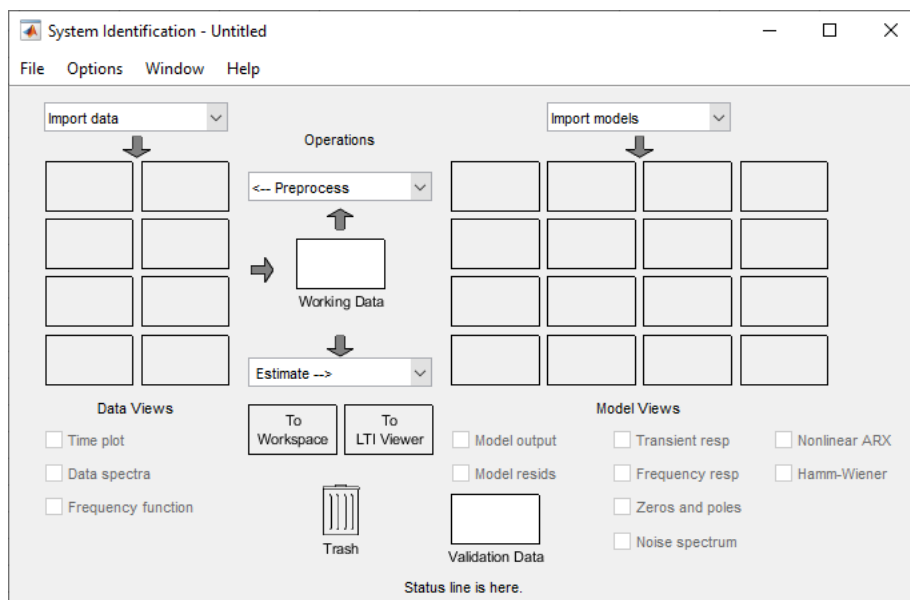 System Identification - Untitled
File Options Window Help
Import data
Import models
Operations
<-- Preprocess
Working Data
Estimate -->
Data Views
Model Views
To
Workspace
To
LTI Viewer
Time plot
Data spectra
Frequency function
Model output
Transient resp
Nonlinear ARX
Model resids
Frequency resp
Hamm-Wiener
Zeros and poles
Noise spectrum
Trash
Validation Data
Status line is here.